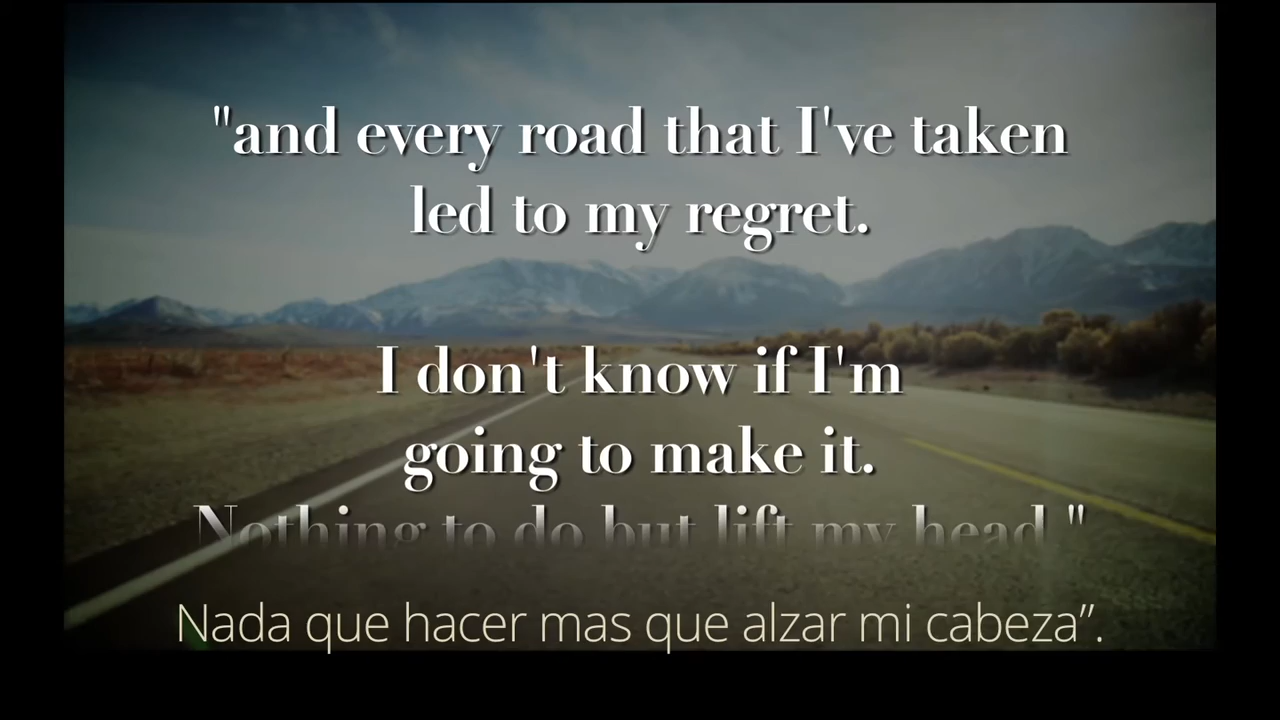 "and every road that I've taken
led to my regret.
I don't know if I'm
going to make it.
Nothing to do but lift my head."
Nada que hacer mas que alzar mi cabeza”.